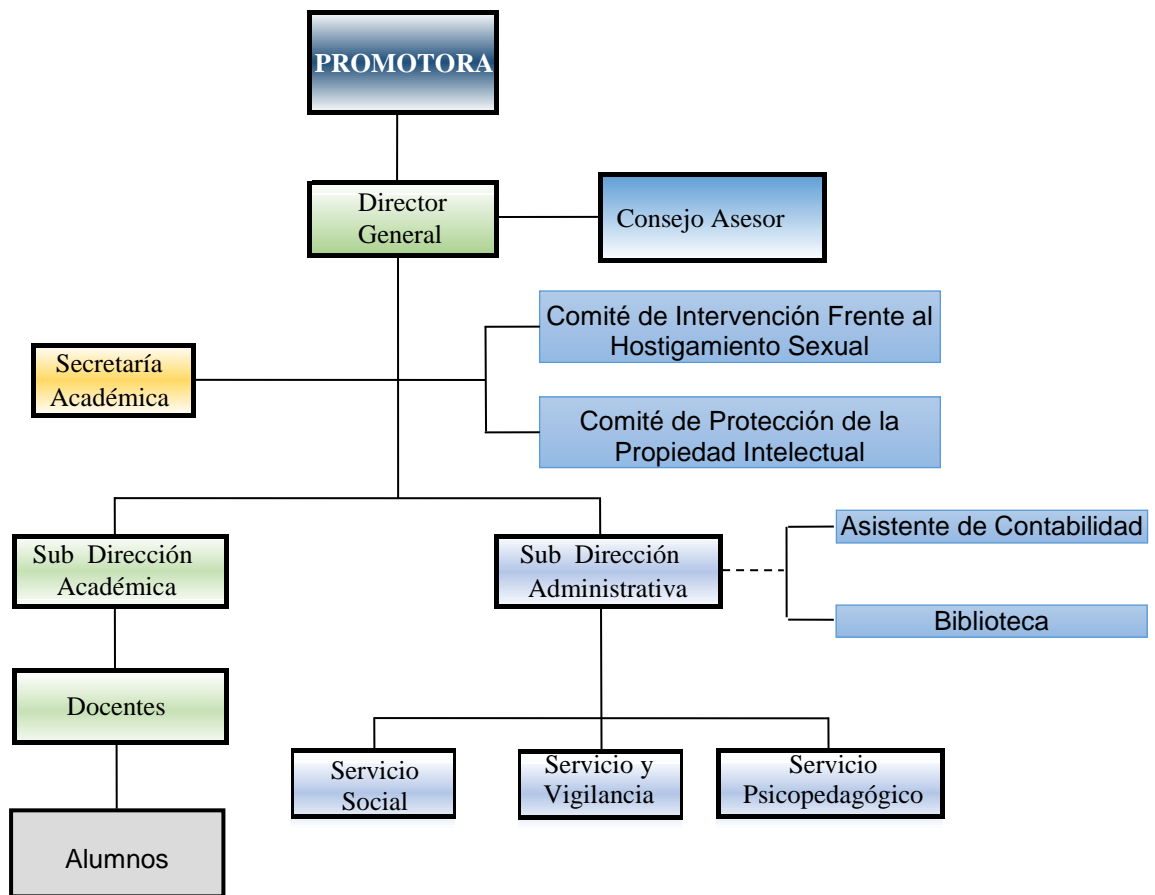 PROMOTORA
Director
General
Consejo Asesor
Comité de Intervención Frente al
Hostigamiento Sexual
Secretaría
Académica
Comité de Protección de la
Propiedad Intelectual
Sub Dirección
Académica
Sub Dirección
Administrativa
Asistente de Contabilidad
Biblioteca
Docentes
Servicio
Social
Servicio y
Vigilancia
Servicio
Psicopedagógico
Alumnos